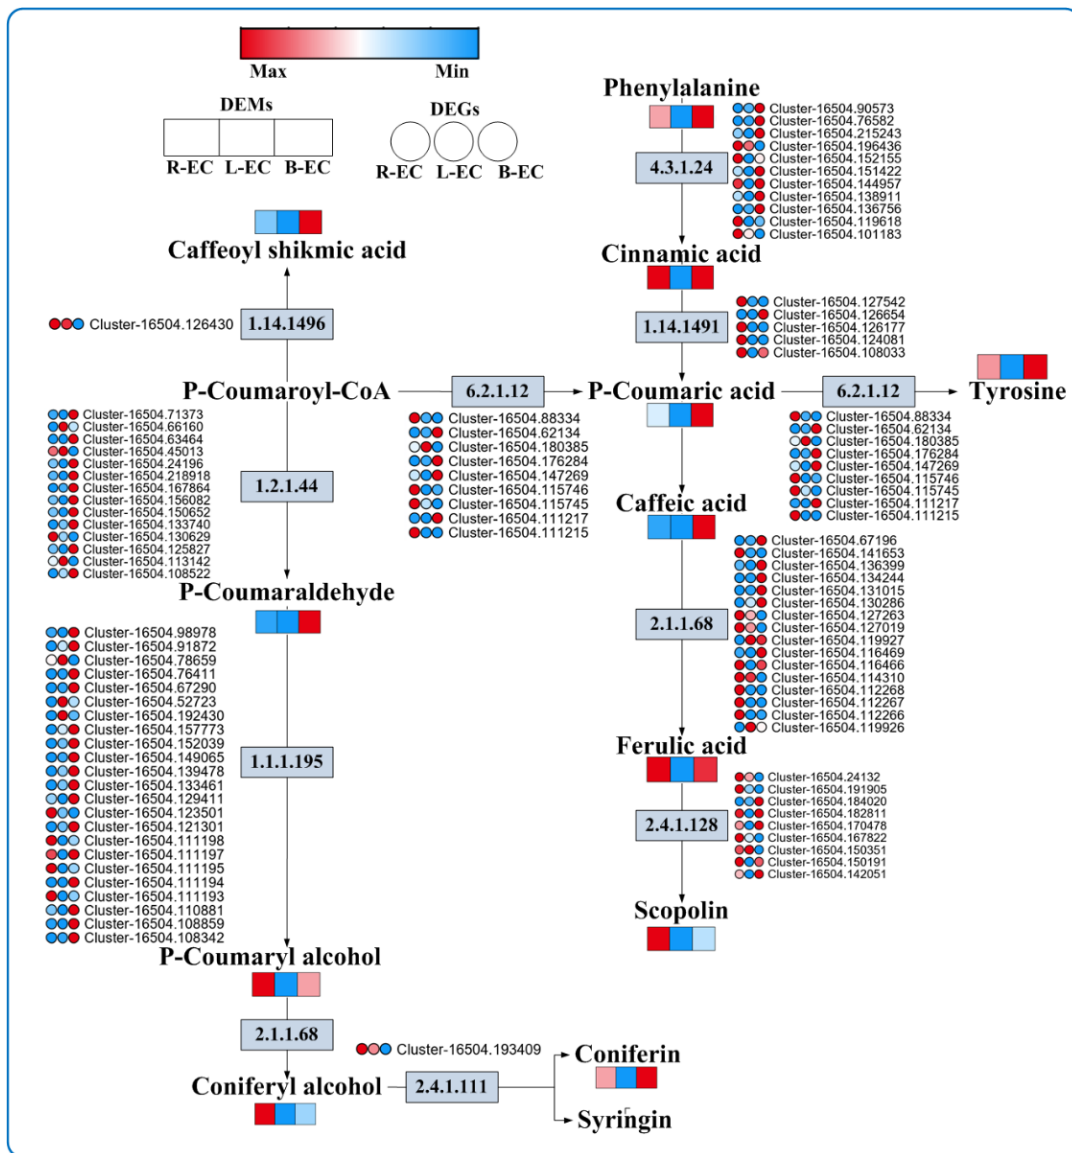 Max Min
DEMs
R-EC L-EC B-EC
DEGs
R-EC L-EC B-EC
Caffeoyl shikmic acid
Cluster-16504.126430
1.14.1496
P-Coumaroyl-CoA
Cluster-16504.71373
Cluster-16504.66160
Cluster-16504.63464
Cluster-16504.45013
Cluster-16504.24196
Cluster-16504.218918
Cluster-16504.167864
Cluster-16504.156082
Cluster-16504.150652
Cluster-16504.133740
Cluster-16504.130629
Cluster-16504.125827
Cluster-16504.113142
Cluster-16504.108522
1.2.1.44
P-Coumaraldehyde
Cluster-16504.98978
Cluster-16504.91872
Cluster-16504.78659
Cluster-16504.76411
Cluster-16504.67290
Cluster-16504.52723
Cluster-16504.192430
Cluster-16504.157773
Cluster-16504.152039
Cluster-16504.149065
Cluster-16504.139478
Cluster-16504.133461
Cluster-16504.129411
Cluster-16504.123501
Cluster-16504.121301
Cluster-16504.111198
Cluster-16504.111197
Cluster-16504.111195
Cluster-16504.111194
Cluster-16504.111193
Cluster-16504.110881
Cluster-16504.108859
Cluster-16504.108342
1.1.1.195
P-Coumaryl alcohol
2.1.1.68
Coniferyl alcohol
Cluster-16504.193409
2.4.1.111
Coniferin
Syringin
6.2.1.12
Cluster-16504.88334
Cluster-16504.62134
Cluster-16504.180385
Cluster-16504.176284
Cluster-16504.147269
Cluster-16504.115746
Cluster-16504.115745
Cluster-16504.111217
Cluster-16504.111215
Phenylalanine
4.3.1.24
Cluster-16504.90573
Cluster-16504.76582
Cluster-16504.215243
Cluster-16504.196436
Cluster-16504.152155
Cluster-16504.151422
Cluster-16504.144957
Cluster-16504.138911
Cluster-16504.136756
Cluster-16504.119618
Cluster-16504.101183
Cinnamic acid
1.14.1491
Cluster-16504.127542
Cluster-16504.126654
Cluster-16504.126177
Cluster-16504.124081
Cluster-16504.108033
P-Coumaric acid
6.2.1.12
Tyrosine
Cluster-16504.88334
Cluster-16504.62134
Cluster-16504.180385
Cluster-16504.176284
Cluster-16504.147269
Cluster-16504.115746
Cluster-16504.115745
Cluster-16504.111217
Cluster-16504.111215
Caffeic acid
2.1.1.68
Cluster-16504.67196
Cluster-16504.141653
Cluster-16504.136399
Cluster-16504.134244
Cluster-16504.131015
Cluster-16504.130286
Cluster-16504.127263
Cluster-16504.127019
Cluster-16504.119927
Cluster-16504.116469
Cluster-16504.116466
Cluster-16504.114310
Cluster-16504.112268
Cluster-16504.112267
Cluster-16504.112266
Cluster-16504.119926
Ferulic acid
2.4.1.128
Cluster-16504.24132
Cluster-16504.191905
Cluster-16504.184020
Cluster-16504.182811
Cluster-16504.170478
Cluster-16504.167822
Cluster-16504.150351
Cluster-16504.150191
Cluster-16504.142051
Scopolin